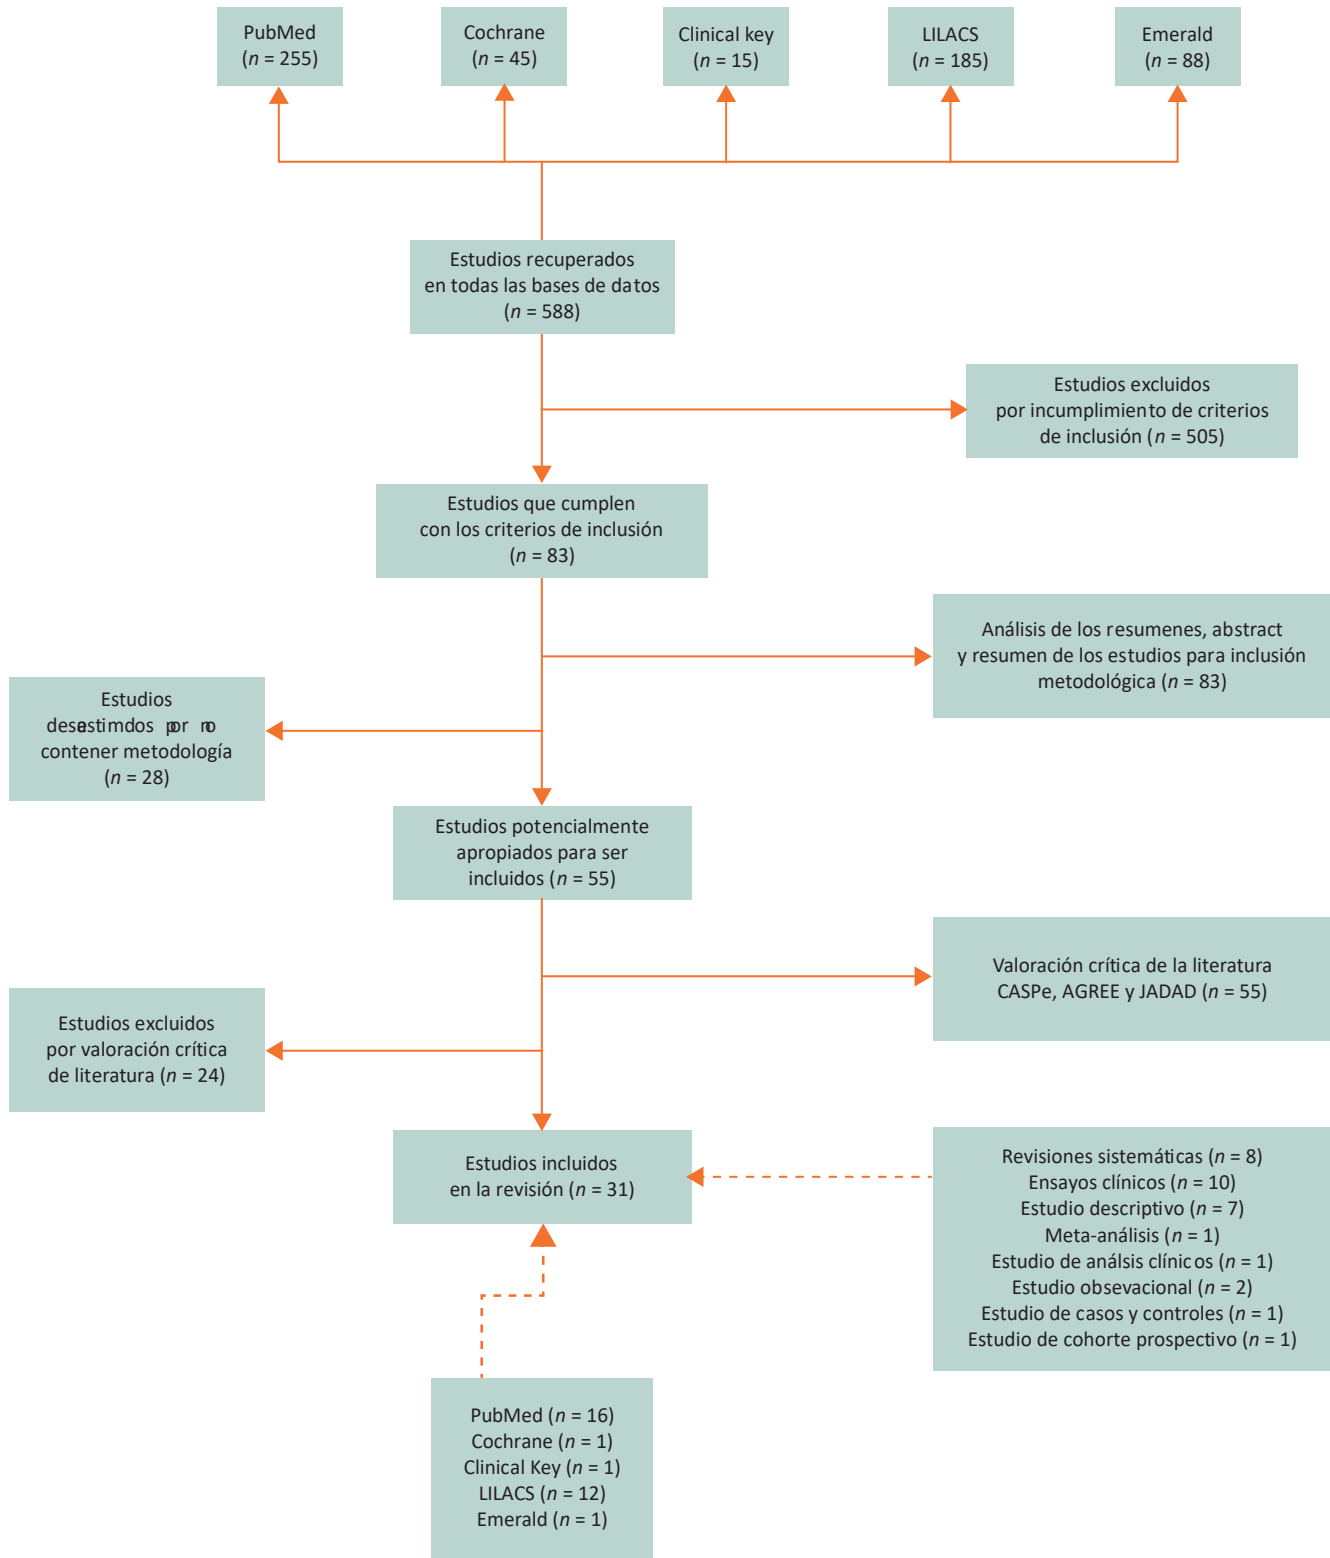 PubMed
(n = 255)
Cochrane
(n = 45)
Clinical key
(n = 15)
LILACS
(n = 185)
Emerald
(n = 88)
Estudios recuperados
en todas las bases de datos
(n = 588)
Estudios excluidos
por incumplimiento de criterios
de inclusión (n = 505)
Estudios que cumplen
con los criterios de inclusión
(n = 83)
Análisis de los resumenes, abstract
y resumen de los estudios para inclusión
metodológica (n = 83)
Estudios
contener metodología
(n = 28)
Estudios potencialmente
apropiados para ser
incluidos (n = 55)
Valoración crítica de la literatura
CASPe, AGREE y JADAD (n = 55)
Estudios excluidos
por valoración crítica
de literatura (n = 24)
Estudios incluidos
en la revisión (n = 31)
Revisiones sistemáticas (n = 8)
Ensayos clínicos (n = 10)
Estudio descriptivo (n = 7)
Meta-análisis (n = 1)
Estudio de análsis clínicos (n = 1)
Estudio obsevacional (n = 2)
Estudio de casos y controles (n = 1)
Estudio de cohorte prospectivo (n = 1)
PubMed (n = 16)
Cochrane (n = 1)
Clinical Key (n = 1)
LILACS (n = 12)
Emerald (n = 1)